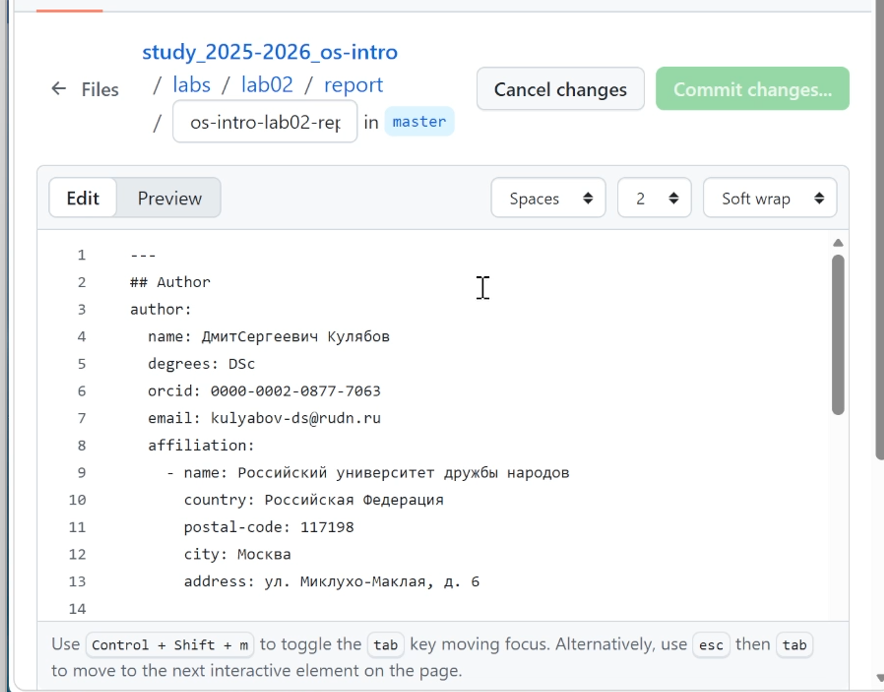 study_2025-2026_os-intro
/ labs / lab02 / report
← Files
Cancel changes
Commit changes...
/ os-intro-lab02-rep in master
Edit
Preview
Spaces
2
Soft wrap
1 ---
2 ## Author
3 author:
4 name: ДмитСергеевич Кулябов
5 degrees: DSc
6 orcid: 0000-0002-0877-7063
7 email: kulyabov-ds@rudn.ru
8 affiliation:
9 - name: Российский университет дружбы народов
10 country: Российская Федерация
11 postal-code: 117198
12 city: Москва
13 address: ул. Миклухо-Маклая, д. 6
14
Use Control + Shift + m to toggle the tab key moving focus. Alternatively, use esc then tab
to move to the next interactive element on the page.